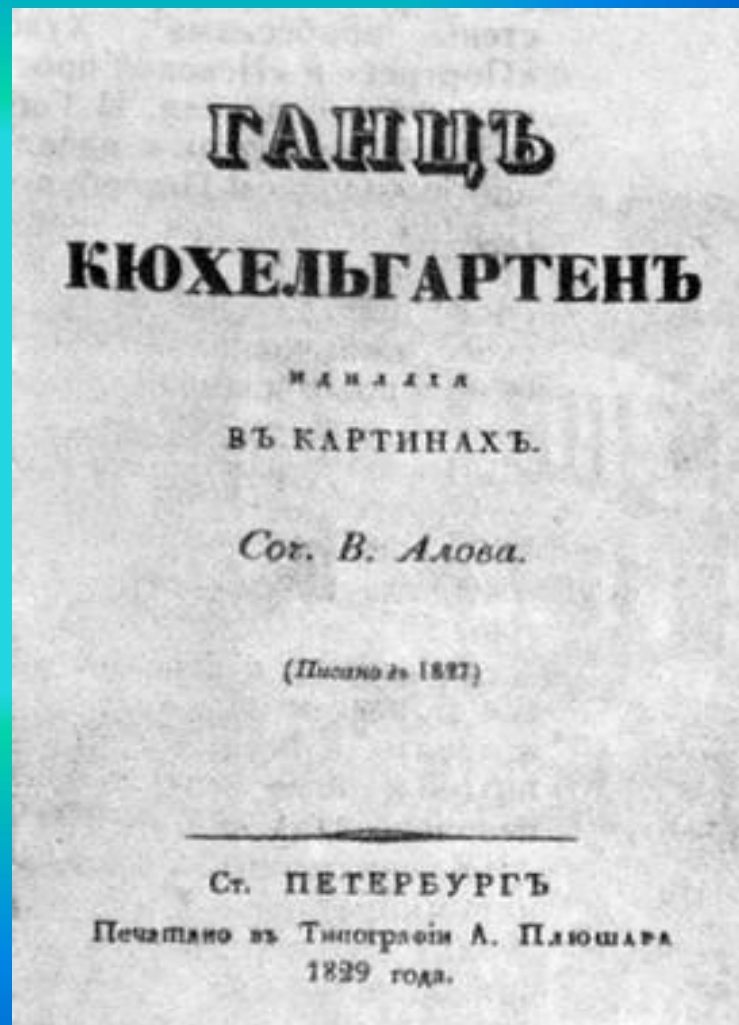 ГАНЦЪ
КЮХЕЛЬГАРТЕНЪ
ИДИЛЛІЯ
ВЪ КАРТИНАХЪ.
Соч. В. Алова.
(Писано въ 1827)
Ст. ПЕТЕРБУРГЪ
Печатано въ Типографіи А. Плюшара
1829 года.